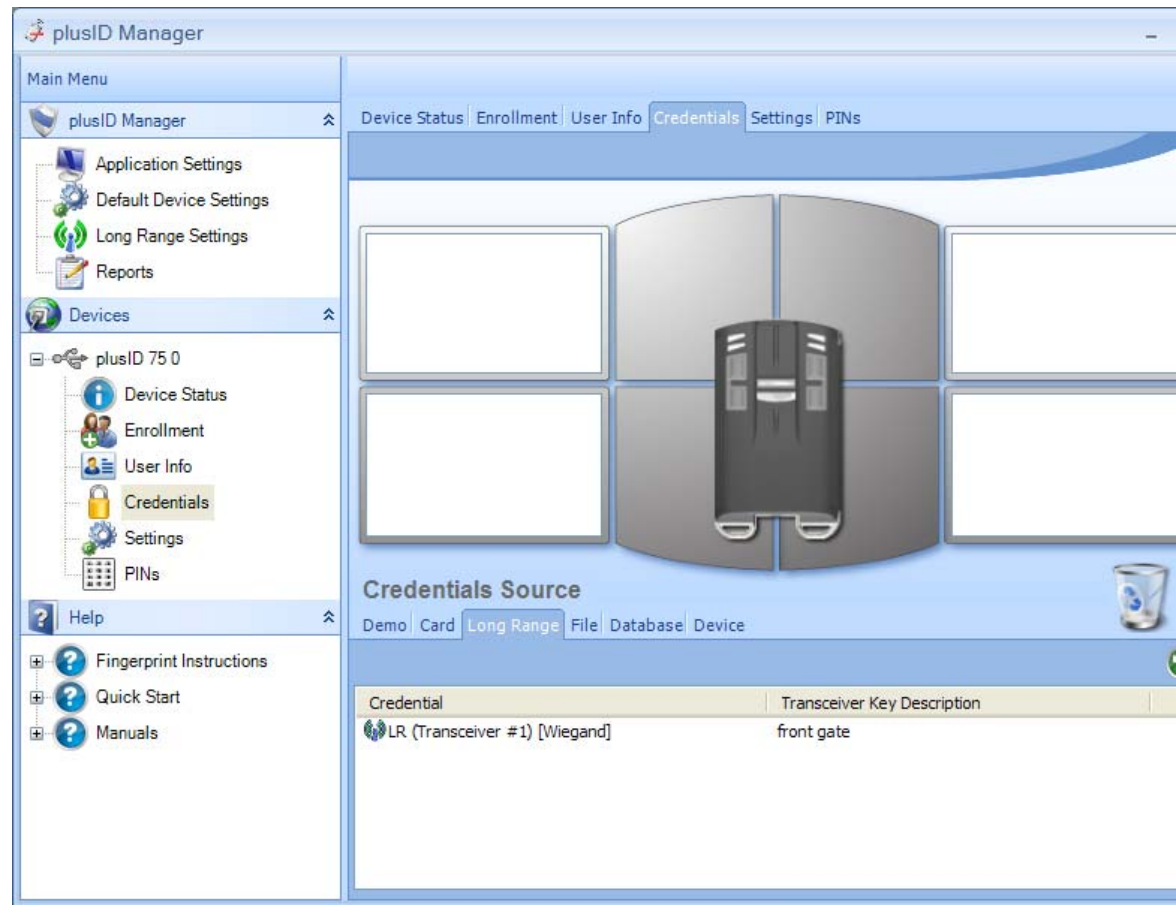 plusID Manager
Main Menu
plusID Manager
Application Settings
Default Device Settings
Long Range Settings
Reports
Devices
plusID 75 0
Device Status
Enrollment
User Info
Credentials
Settings
PINs
Help
Fingerprint Instructions
Quick Start
Manuals
Device Status Enrollment User Info Credentials Settings PINs
Credentials Source
Demo Card Long Range File Database Device
Credential Transceiver Key Description
LR (Transceiver #1) [Wiegand] front gate